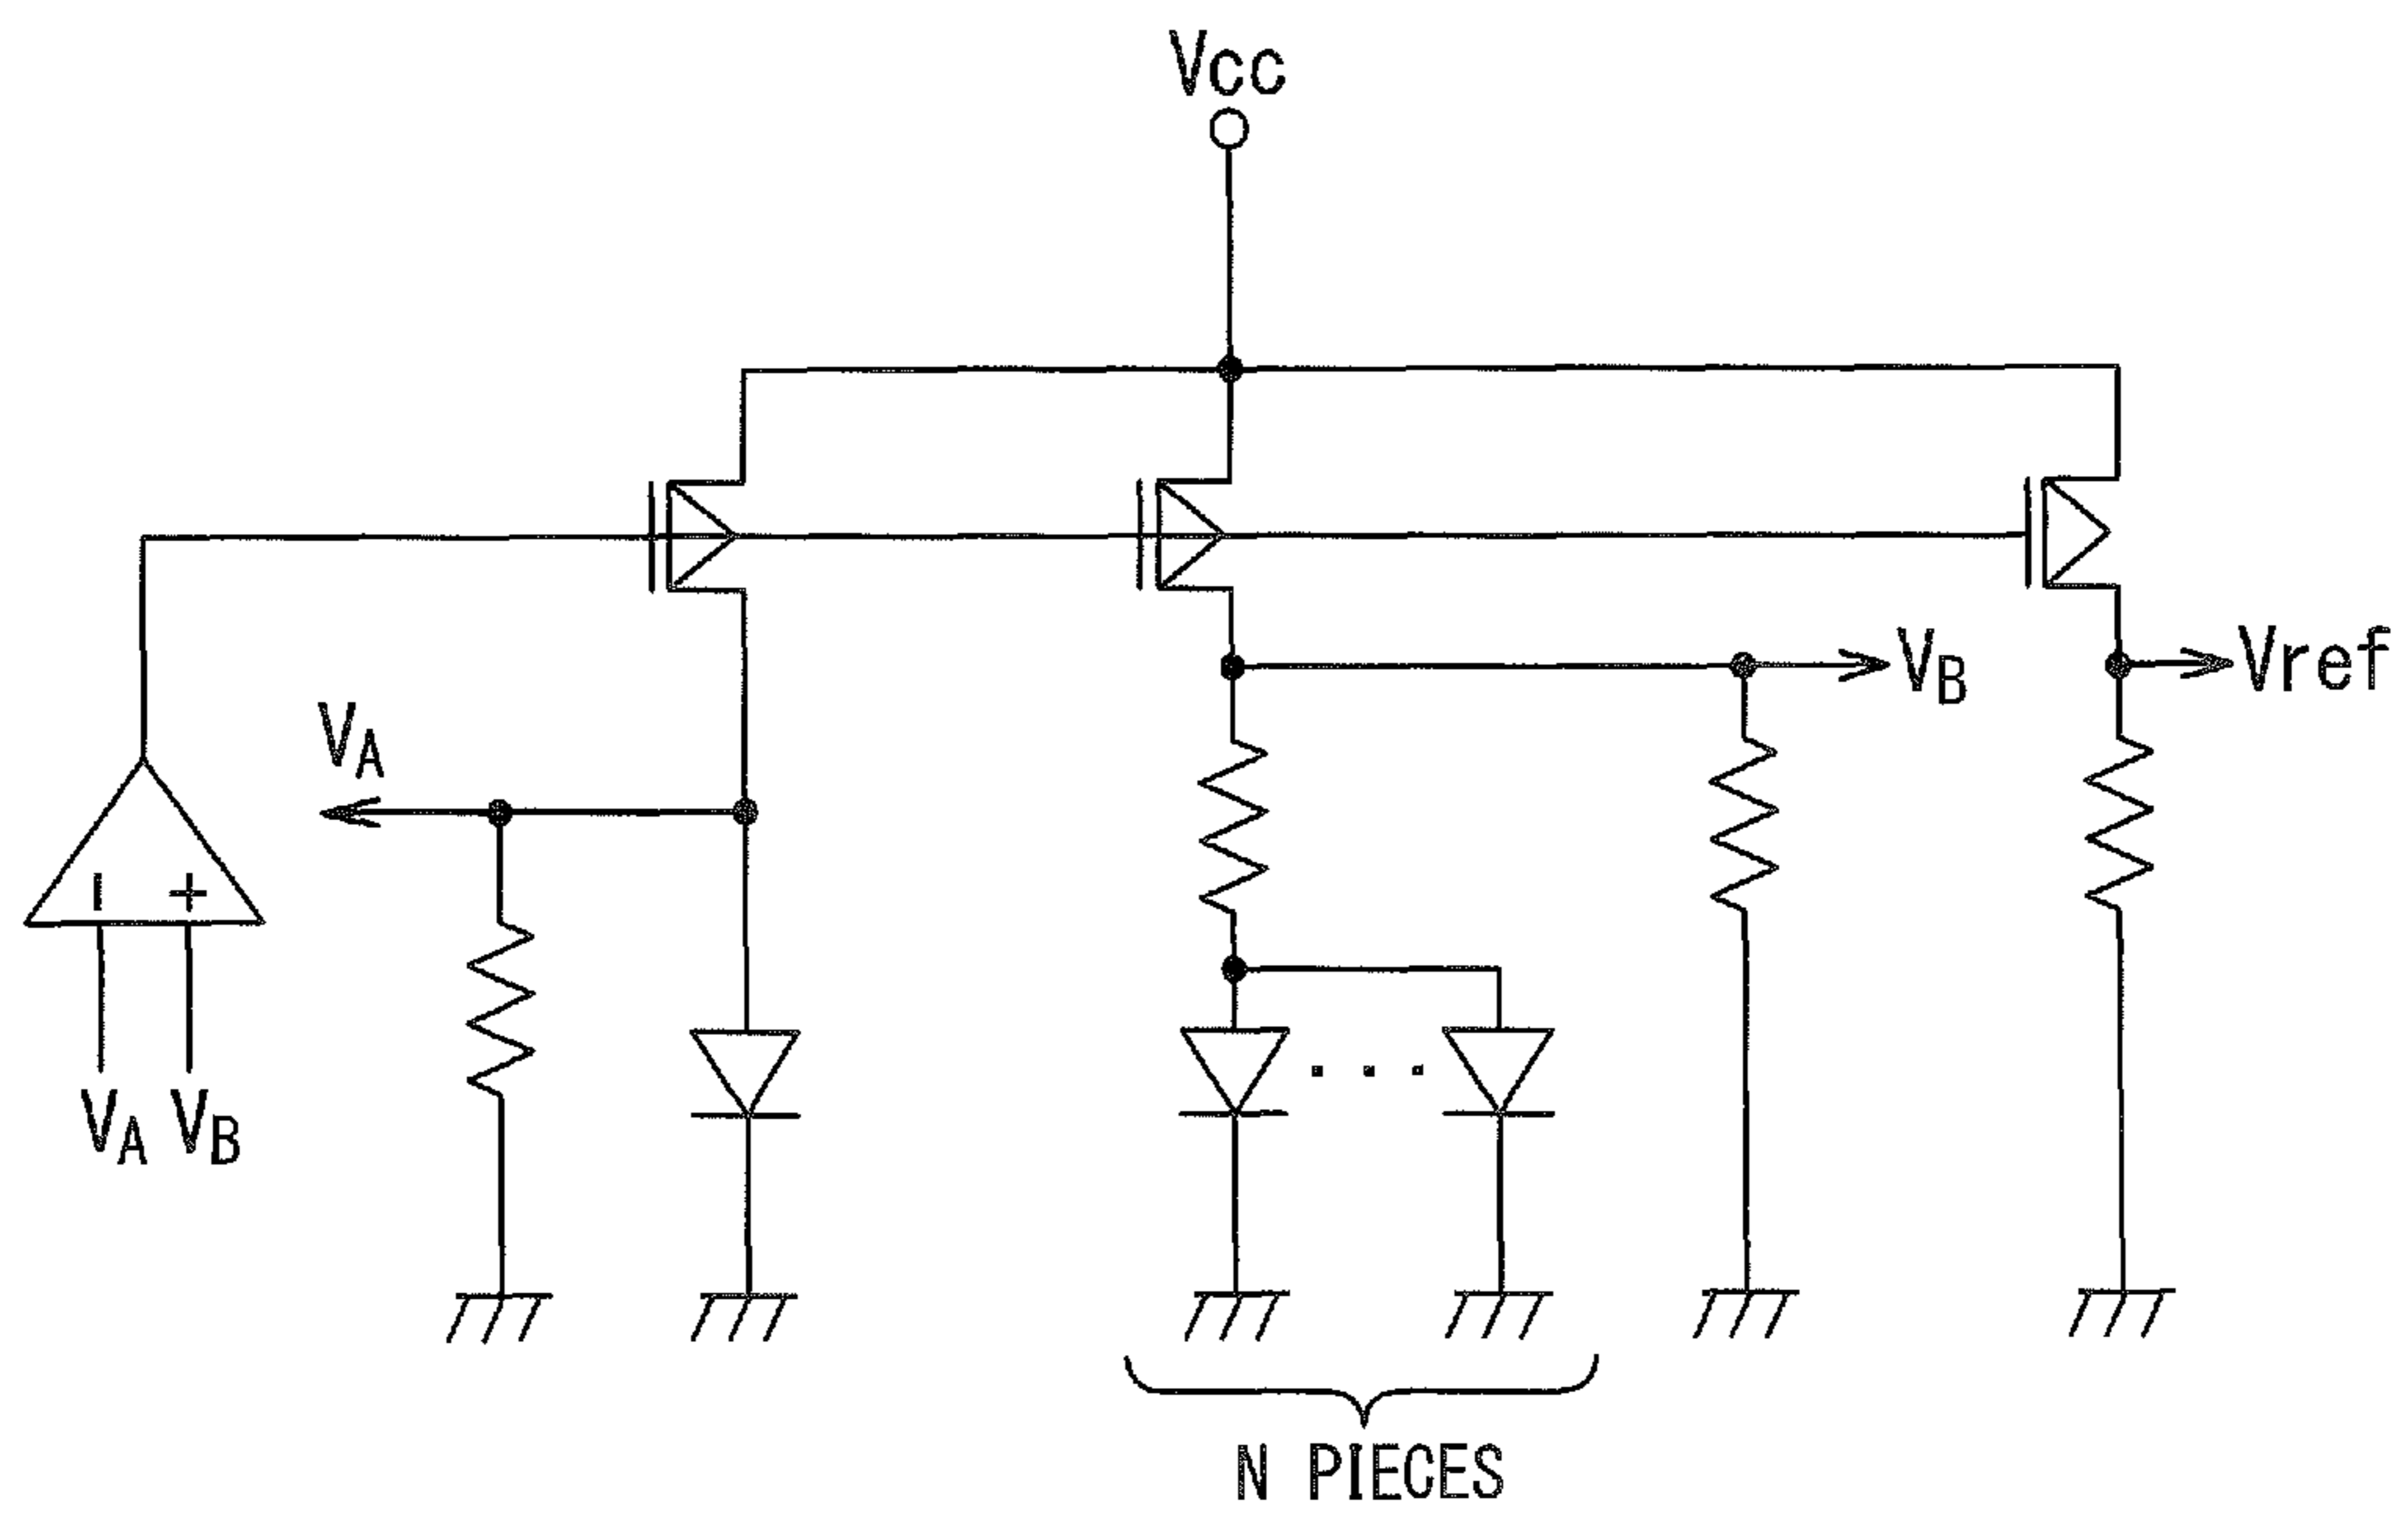 Vcc
VB
Vref
VA
− +
VA VB
N PIECES